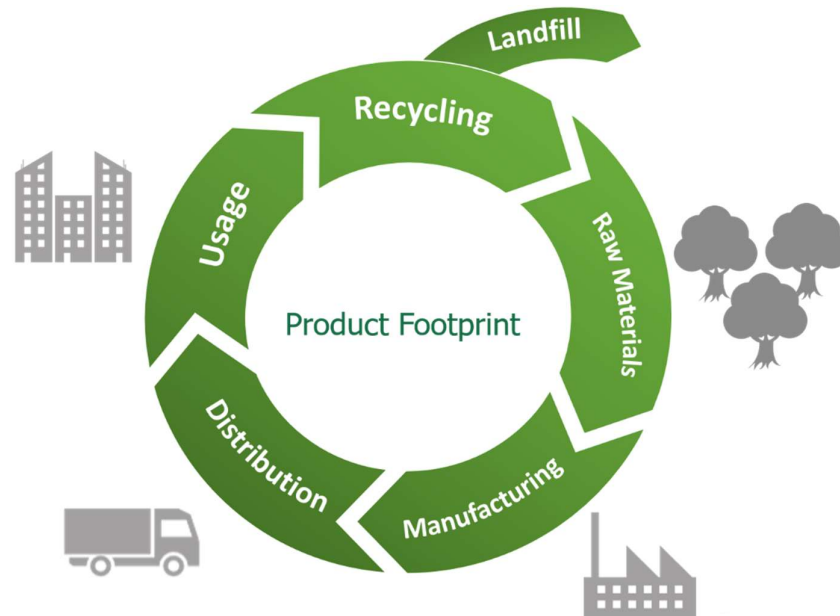 Landfill
Recycling
Raw Materials
Usage
Product Footprint
Distribution
Manufacturing